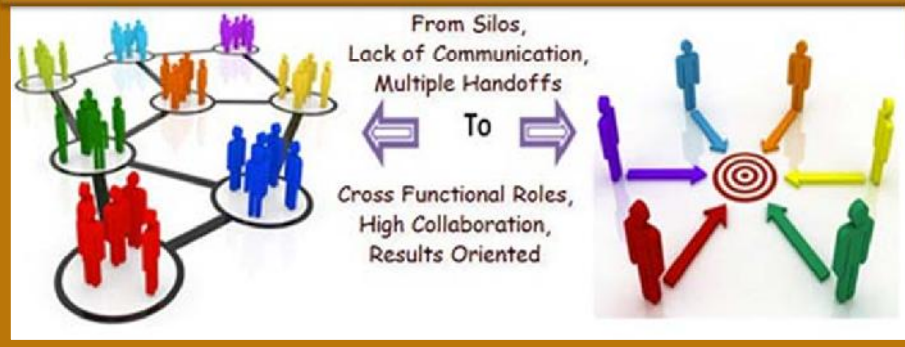 From Silos,
Lack of Communication,
Multiple Handoffs
To
Cross Functional Roles,
High Collaboration,
Results Oriented